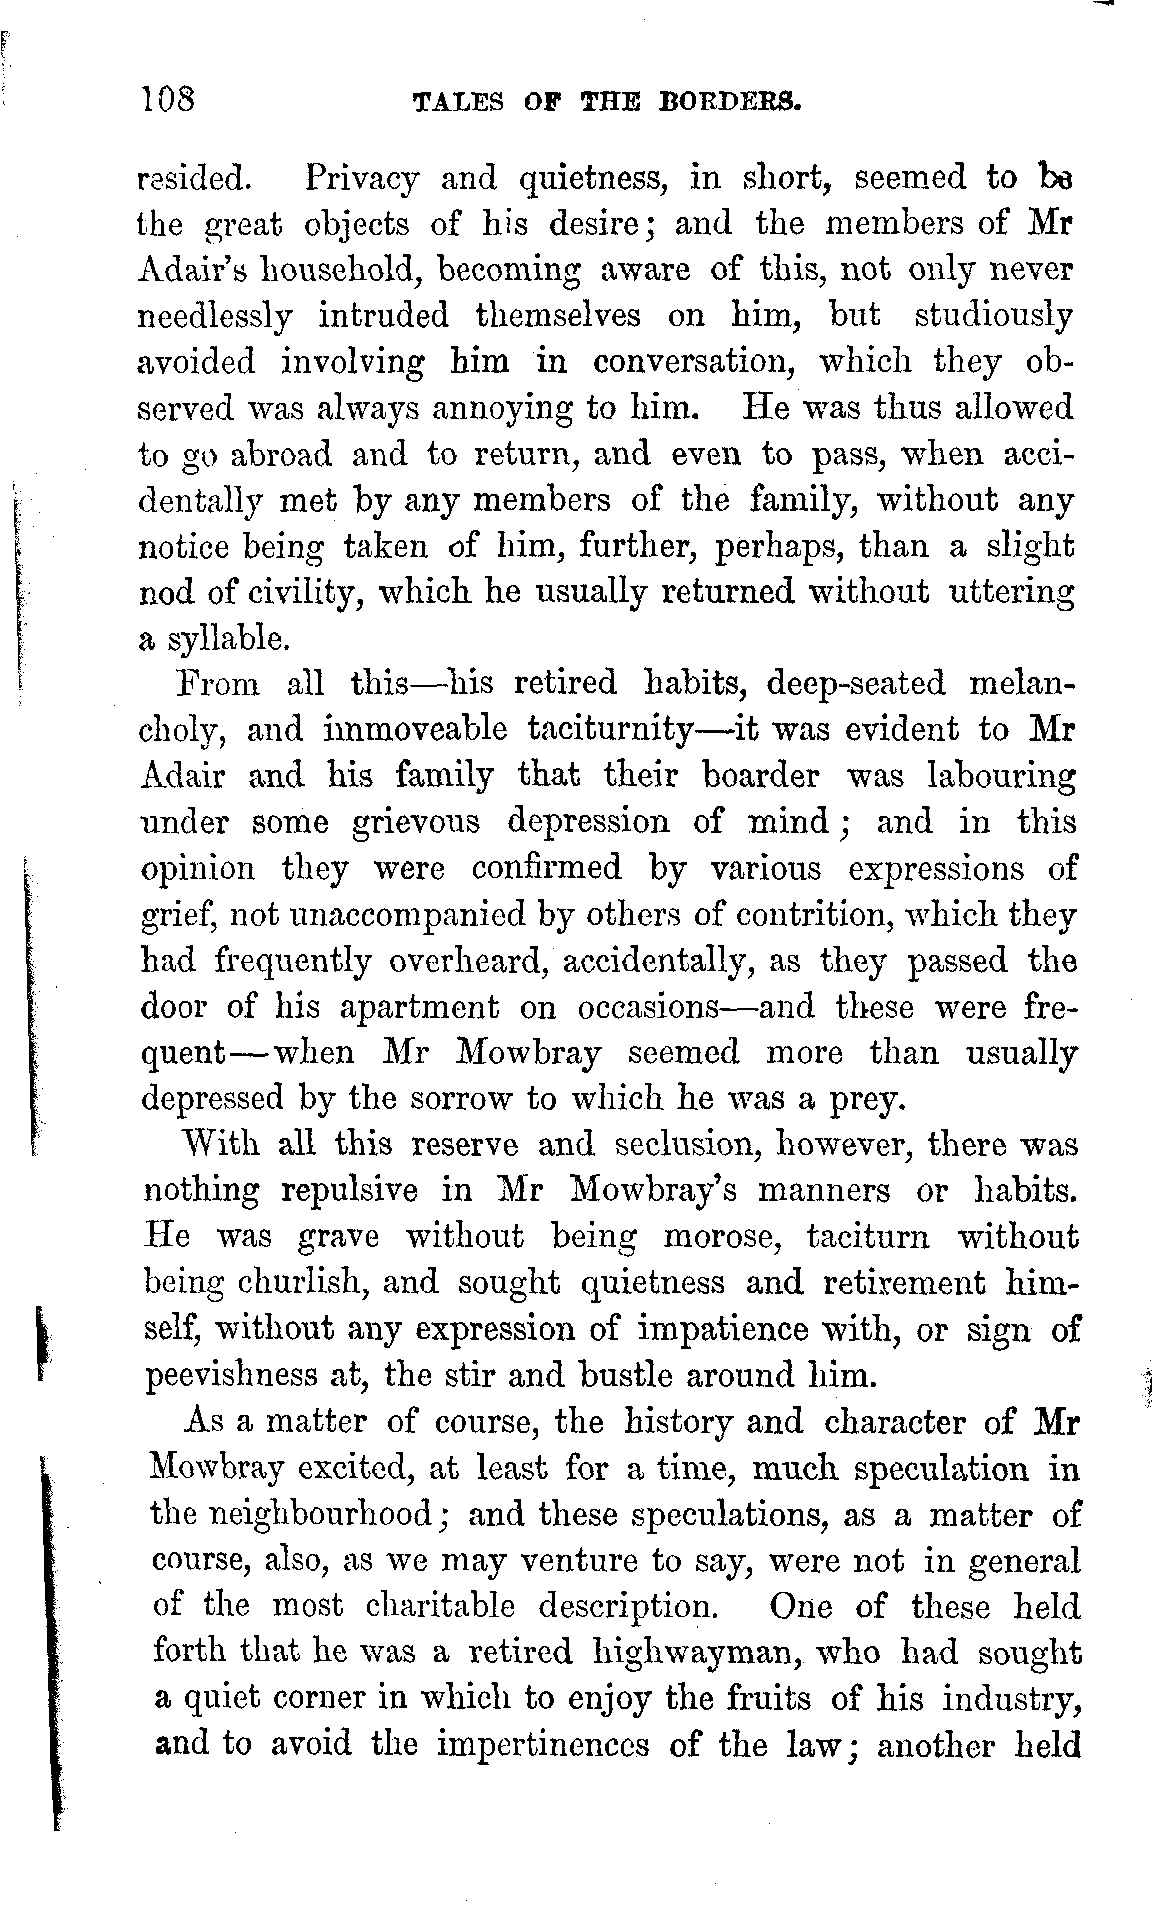 108 TALES OF THE BORDERS.
resided. Privacy and quietness, in short, seemed to be
the great objects of his desire; and the members of Mr
Adair's household, becoming aware of this, not only never
needlessly intruded themselves on him, but studiously
avoided involving him in conversation, which they ob-
served was always annoying to him. He was thus allowed
to go abroad and to return, and even to pass, when acci-
dentally met by any members of the family, without any
notice being taken of him, further, perhaps, than a slight
nod of civility, which he usually returned without uttering
a syllable.
From all this—his retired habits, deep-seated melan-
choly, and immoveable taciturnity—it was evident to Mr
Adair and his family that their boarder was labouring
under some grievous depression of mind; and in this
opinion they were confirmed by various expressions of
grief, not unaccompanied by others of contrition, which they
had frequently overheard, accidentally, as they passed the
door of his apartment on occasions—and these were fre-
quent—when Mr Mowbray seemed more than usually
depressed by the sorrow to which he was a prey.
With all this reserve and seclusion, however, there was
nothing repulsive in Mr Mowbray's manners or habits.
He was grave without being morose, taciturn without
being churlish, and sought quietness and retirement him-
self, without any expression of impatience with, or sign of
peevishness at, the stir and bustle around him.
As a matter of course, the history and character of Mr
Mowbray excited, at least for a time, much speculation in
the neighbourhood; and these speculations, as a matter of
course, also, as we may venture to say, were not in general
of the most charitable description. One of these held
forth that he was a retired highwayman, who had sought
a quiet corner in which to enjoy the fruits of his industry,
and to avoid the impertinences of the law; another held